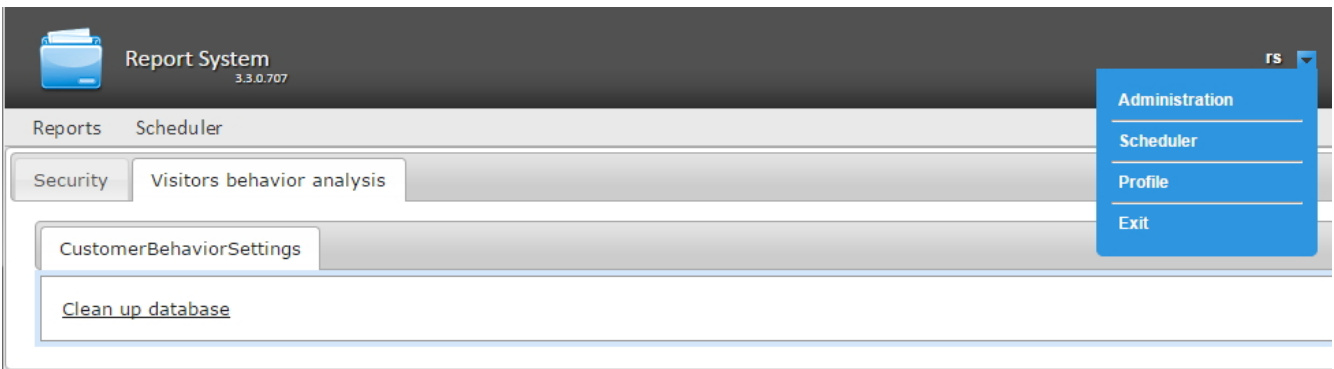 Report System
3.3.0.707
rs
Administration
Scheduler
Profile
Exit
Reports Scheduler
Security Visitors behavior analysis
CustomerBehaviorSettings
Clean up database